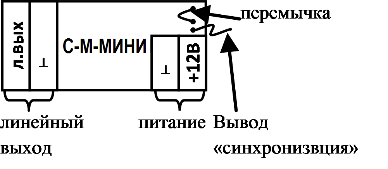 перемычка
л.вых
⊥
С-М-МИНИ
⊥
+12В
линейный
выход
питание
Вывод
«синхронизвция»